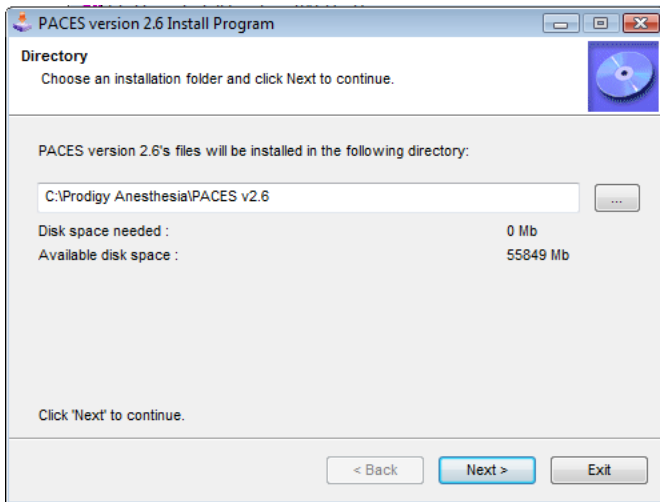 PACES version 2.6 Install Program
Directory
Choose an installation folder and click Next to continue.
PACES version 2.6's files will be installed in the following directory:
C:\Prodigy Anesthesia\PACES v2.6
...
Disk space needed : 0 Mb
Available disk space : 55849 Mb
Click 'Next' to continue.
< Back Next > Exit